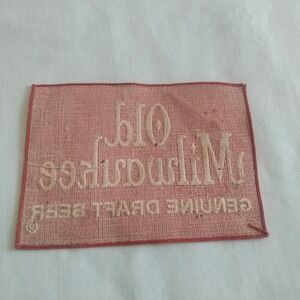 Old
Milwaukee
GENUINE DRAFT BEER
®